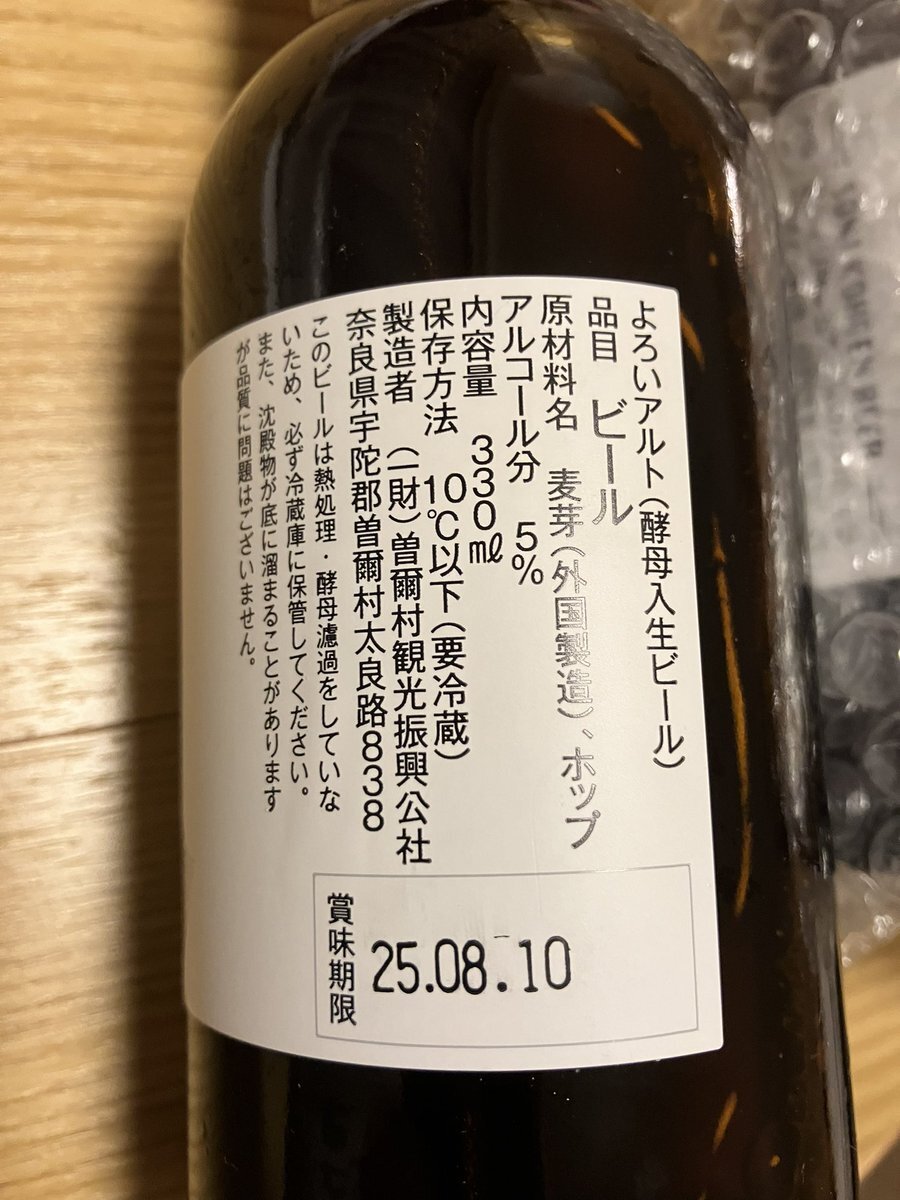 よろいアルト(酵母入生ビール)
品目　ビール
原材料名　麦芽(外国製造)、ホップ
アルコール分　5%
内容量　330㎖
保存方法　10℃以下(要冷蔵)
製造者　(一財)曽爾村観光振興公社
奈良県宇陀郡曽爾村太良路838
このビールは熱処理・酵母濾過をしていな
いため、必ず冷蔵庫に保管してください。
また、沈殿物が底に溜まることがあります
が品質に問題はございません。
賞味期限
25.08.10